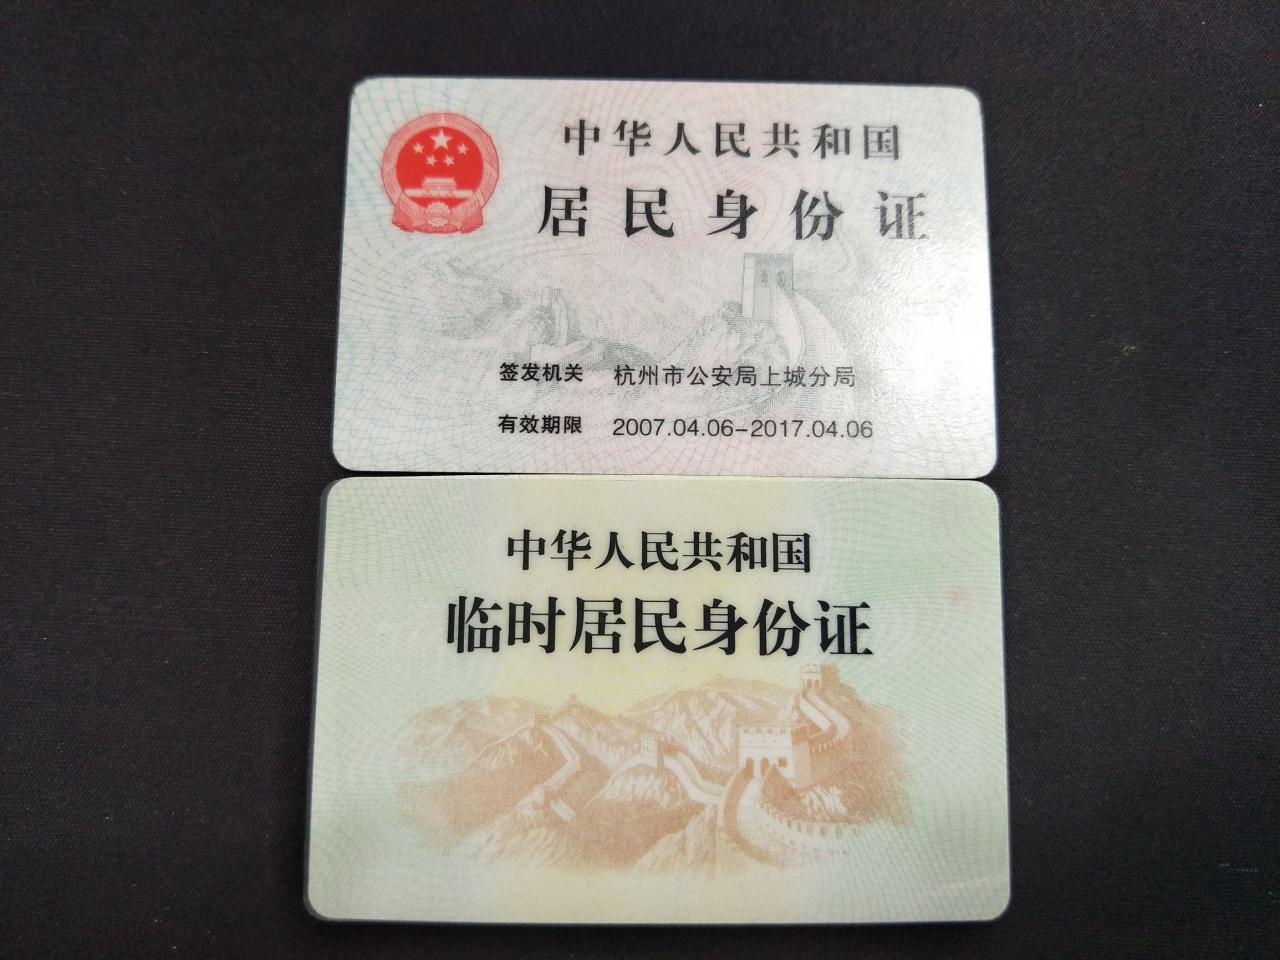 中华人民共和国
居民身份证
签发机关 杭州市公安局上城分局
有效期限 2007.04.06-2017.04.06
中华人民共和国
临时居民身份证